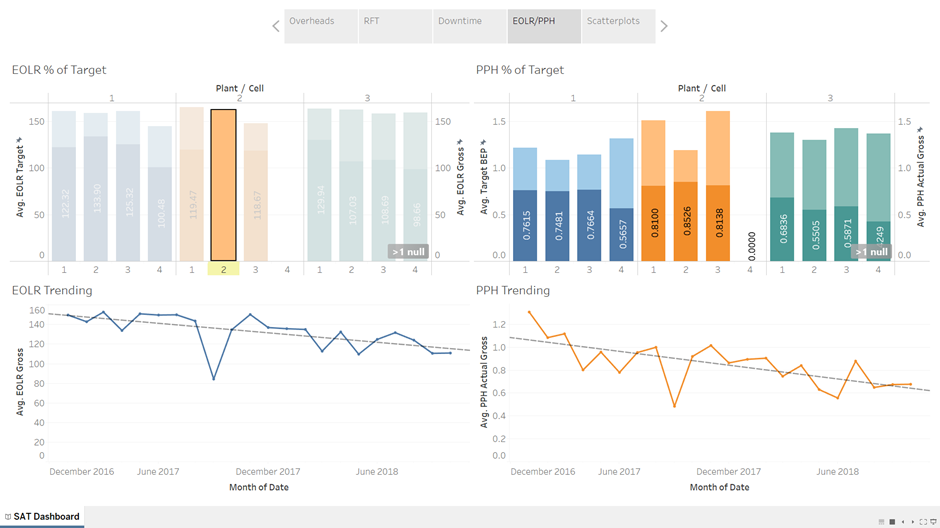 Overheads RFT Downtime EOLR/PPH Scatterplots
EOLR % of Target
Plant / Cell
1 2 3
Avg. EOLR Target
150
100
50
0
122.32 133.90 125.32 100.48 119.47 118.67 129.94 107.03 108.69 98.66
150
100
50
0
Avg. EOLR Gross
>1 null
1 2 3 4 1 2 3 4 1 2 3 4
PPH % of Target
Plant / Cell
1 2 3
Avg. Target BEP
1.5
1.0
0.5
0.0
0.7615 0.7481 0.7664 0.5657 0.8100 0.8526 0.8138 0.0000 0.6836 0.5505 0.5871
1.5
1.0
0.5
0.0
Avg. PPH Actual Gross
>1 null
1 2 3 4 1 2 3 4 1 2 3 4
EOLR Trending
Avg. EOLR Gross
160
140
120
100
80
60
40
20
0
December 2016 June 2017 December 2017 June 2018
Month of Date
PPH Trending
Avg. PPH Actual Gross
1.2
1.0
0.8
0.6
0.4
0.2
0.0
December 2016 June 2017 December 2017 June 2018
Month of Date
SAT Dashboard